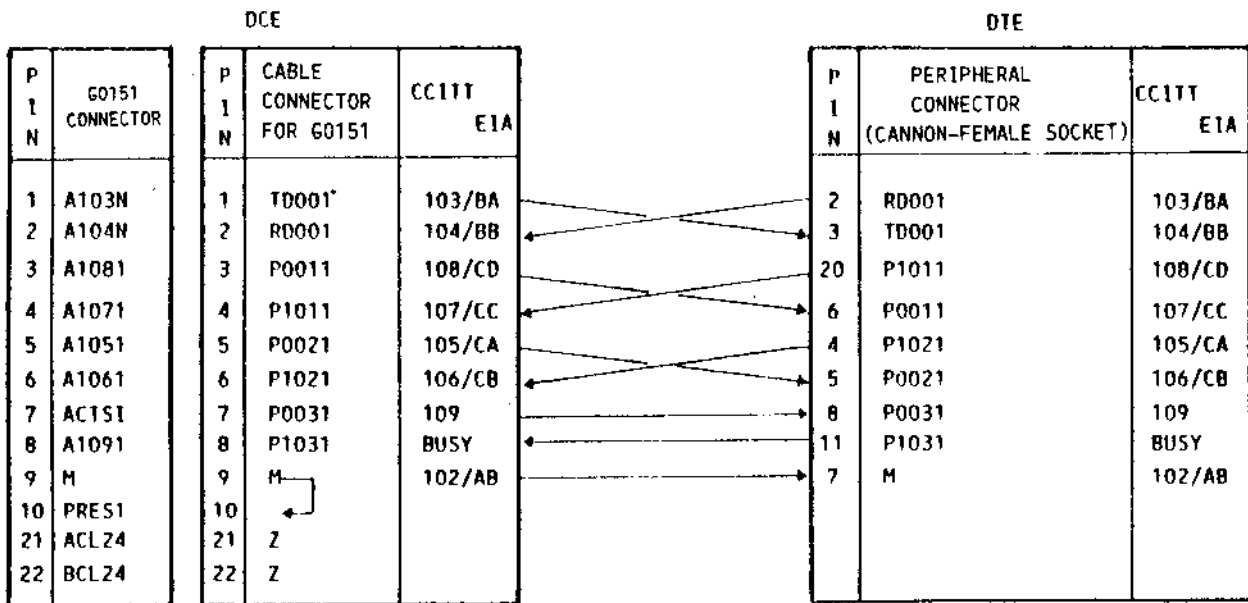 DCE DTE
P I N GO151 CONNECTOR P I N CABLE CONNECTOR FOR GO151 CCITT EIA P I N PERIPHERAL CONNECTOR (CANNON-FEMALE SOCKET) CCITT EIA
1 A103N 1 TD001 103/BA 2 RD001 103/BA
2 A104N 2 RD001 104/BB 3 TD001 104/BB
3 A1081 3 P0011 108/CD 20 P1011 108/CD
4 A1071 4 P1011 107/CC 6 P0011 107/CC
5 A1051 5 P0021 105/CA 4 P1021 105/CA
6 A1061 6 P1021 106/CB 5 P0021 106/CB
7 ACTSI 7 P0031 109 8 P0031 109
8 A1091 8 P1031 BUSY 11 P1031 BUSY
9 M 9 M 102/AB 7 M 102/AB
10 PRES1 10
21 ACL24 21 Z
22 BCL24 22 Z